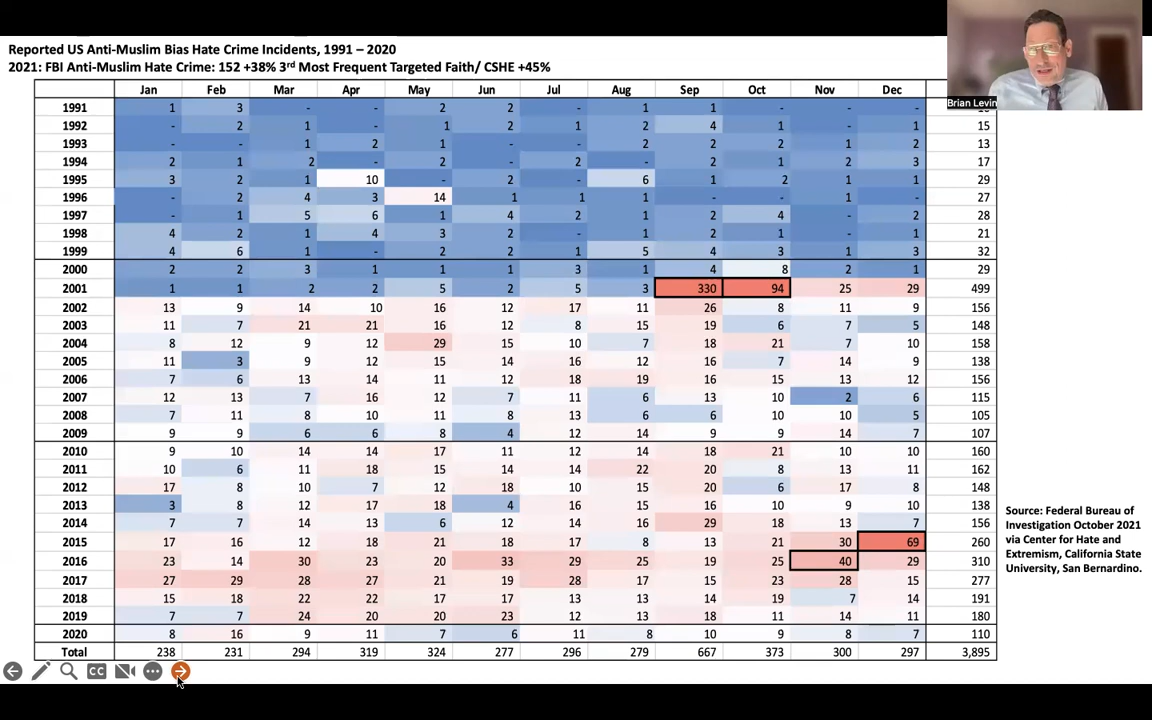 Reported US Anti-Muslim Bias Hate Crime Incidents, 1991 – 2020
2021: FBI Anti-Muslim Hate Crime: 152 +38% 3rd Most Frequent Targeted Faith/ CSHE +45%
Brian Levin
Jan Feb Mar Apr May Jun Jul Aug Sep Oct Nov Dec
1991 1 3 - - 2 2 - 1 1 - - -
1992 - 2 1 - 1 2 1 2 4 1 - 1 15
1993 - - 1 2 1 - - 2 2 2 1 2 13
1994 2 1 2 - 2 - 2 - 2 1 2 3 17
1995 3 2 1 10 - 2 - 6 1 2 1 1 29
1996 - 2 4 3 14 1 1 1 - - 1 - 27
1997 - 1 5 6 1 4 2 1 2 4 - 2 28
1998 4 2 1 4 3 2 - 1 2 1 - 1 21
1999 4 6 1 - 2 2 1 5 4 3 1 3 32
2000 2 2 3 1 1 1 3 1 4 8 2 1 29
2001 1 1 2 2 5 2 5 3 330 94 25 29 499
2002 13 9 14 10 16 12 17 11 26 8 11 9 156
2003 11 7 21 21 16 12 8 15 19 6 7 5 148
2004 8 12 9 12 29 15 10 7 18 21 7 10 158
2005 11 3 9 12 15 14 16 12 16 7 14 9 138
2006 7 6 13 14 11 12 18 19 16 15 13 12 156
2007 12 13 7 16 12 7 11 6 13 10 2 6 115
2008 7 11 8 10 11 8 13 6 6 10 10 5 105
2009 9 9 6 6 8 4 12 14 9 9 14 7 107
2010 9 10 14 14 17 11 12 14 18 21 10 10 160
2011 10 6 11 18 15 14 14 22 20 8 13 11 162
2012 17 8 10 7 12 18 10 15 20 6 17 8 148
2013 3 8 12 17 18 4 16 15 16 10 9 10 138
2014 7 7 14 13 6 12 14 16 29 18 13 7 156
2015 17 16 12 18 21 18 17 8 13 21 30 69 260
2016 23 14 30 23 20 33 29 25 19 25 40 29 310
2017 27 29 28 27 21 19 28 17 15 23 28 15 277
2018 15 18 22 22 17 17 13 13 14 19 7 14 191
2019 7 7 24 20 20 23 12 13 18 11 14 11 180
2020 8 16 9 11 7 6 11 8 10 9 8 7 110
Total 238 231 294 319 324 277 296 279 667 373 300 297 3,895
Source: Federal Bureau of
Investigation October 2021
via Center for Hate and
Extremism, California State
University, San Bernardino.
CC